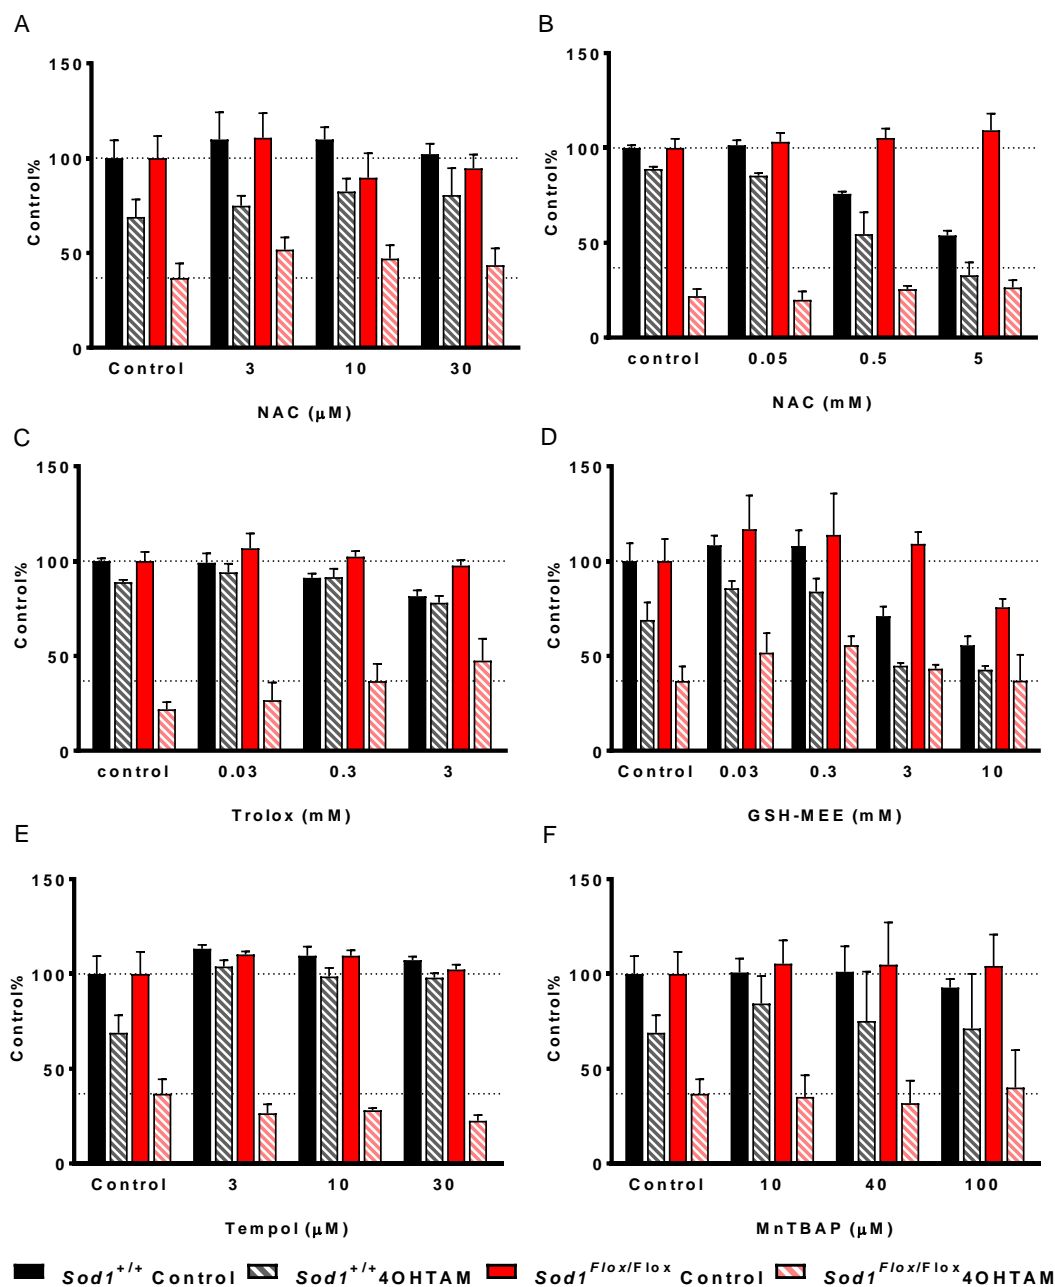 A
Control%
150
100
50
0
Control 3 10 30
NAC (μM)
B
Control%
150
100
50
0
control 0.05 0.5 5
NAC (mM)
C
Control%
150
100
50
0
control 0.03 0.3 3
Trolox (mM)
D
Control%
150
100
50
0
Control 0.03 0.3 3 10
GSH-MEE (mM)
E
Control%
150
100
50
0
Control 3 10 30
Tempol (μM)
F
Control%
150
100
50
0
Control 10 40 100
MnTBAP (μM)
Sod1+/+ Control Sod1+/+ 4OHTAM Sod1Flox/Flox Control Sod1Flox/Flox 4OHTAM